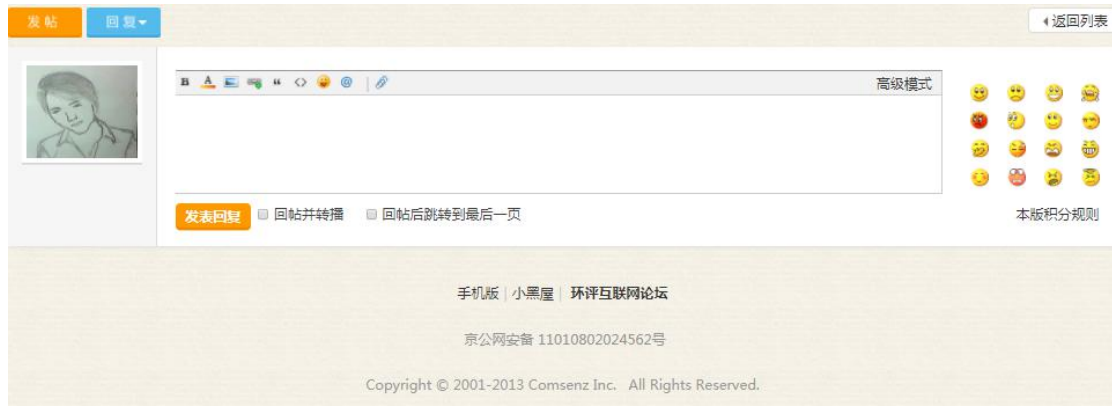 发帖 回复 返回列表
B A “ <> @ 高级模式
发表回复 回帖并转播 回帖后跳转到最后一页 本版积分规则
手机版 | 小黑屋 | 环评互联网论坛
京公网安备 11010802024562号
Copyright © 2001-2013 Comsenz Inc. All Rights Reserved.